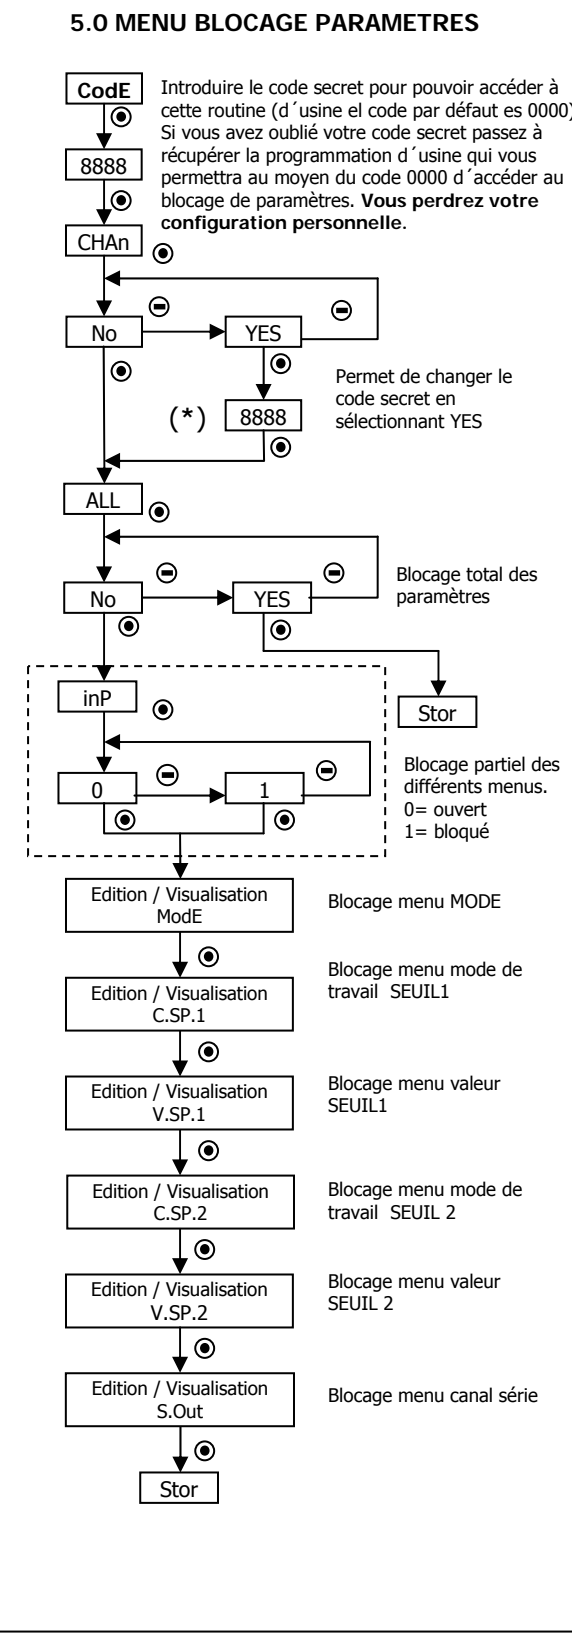 5.0 MENU BLOCAGE PARAMETRES
CodE
Introduire le code secret pour pouvoir accéder à
cette routine (d´usine el code par défaut es 0000)
Si vous avez oublié votre code secret passez à
récupérer la programmation d´usine qui vous
permettra au moyen du code 0000 d´accéder au
blocage de paramètres. Vous perdrez votre
configuration personnelle.
8888
CHAn
No
YES
Permet de changer le
code secret en
sélectionnant YES
(*)
8888
ALL
No
YES
Blocage total des
paramètres
inP
Stor
0
1
Blocage partiel des
différents menus.
0= ouvert
1= bloqué
Edition / Visualisation
ModE
Blocage menu MODE
Edition / Visualisation
C.SP.1
Blocage menu mode de
travail SEUIL1
Edition / Visualisation
V.SP.1
Blocage menu valeur
SEUIL1
Edition / Visualisation
C.SP.2
Blocage menu mode de
travail SEUIL 2
Edition / Visualisation
V.SP.2
Blocage menu valeur
SEUIL 2
Edition / Visualisation
S.Out
Blocage menu canal série
Stor